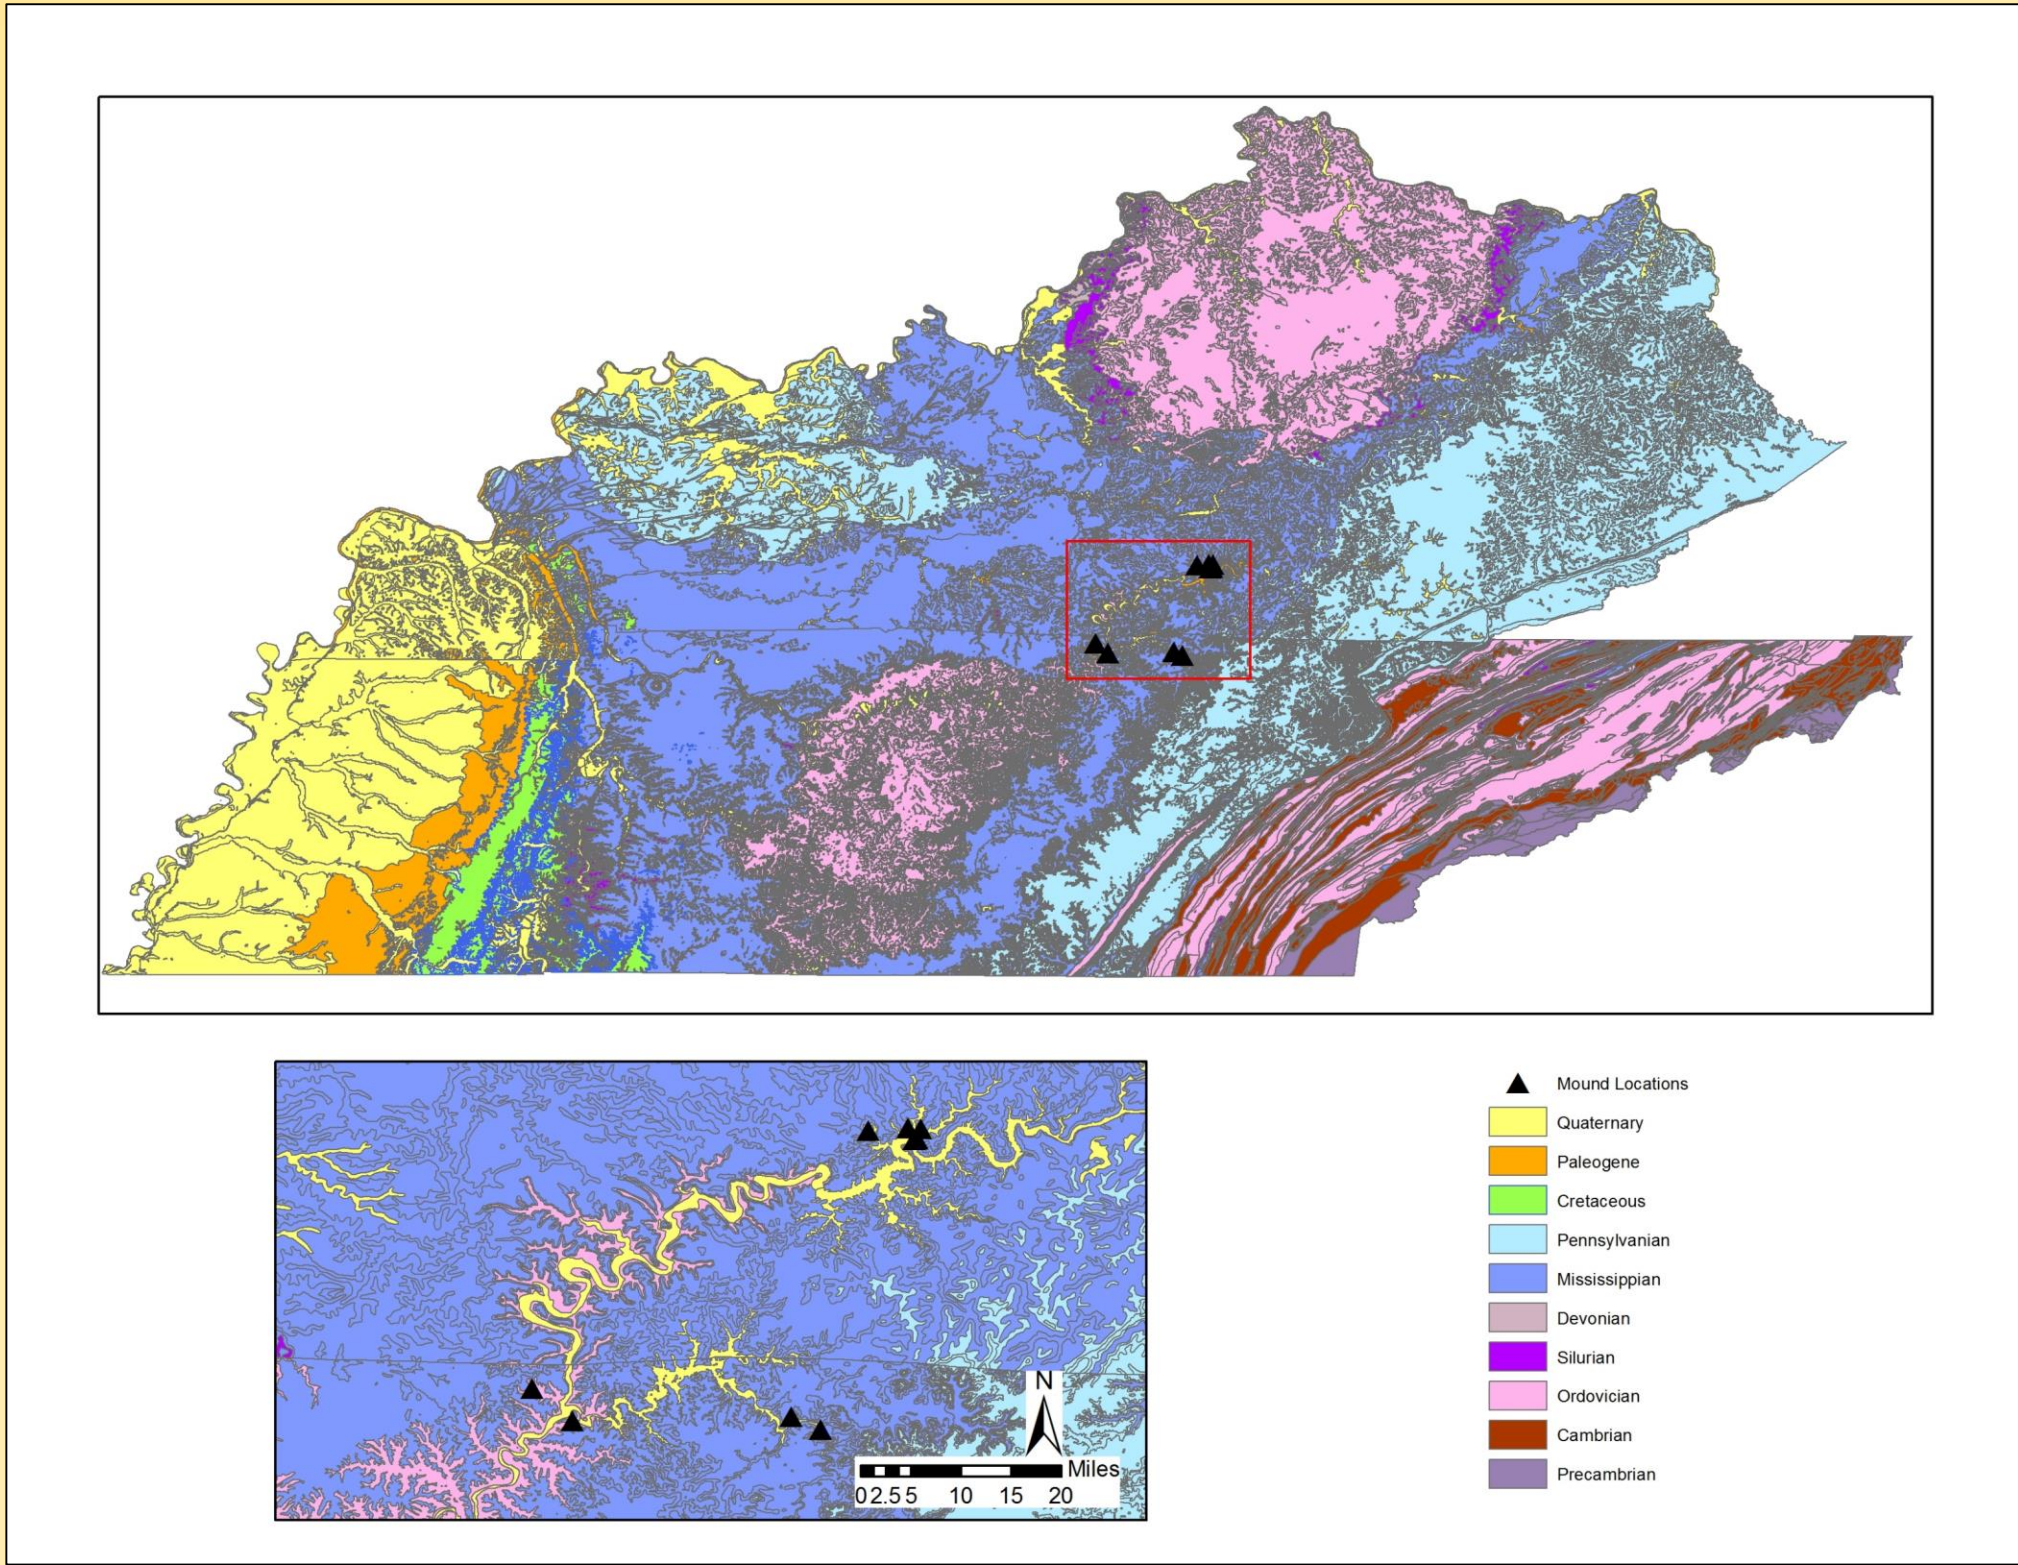 N
Miles
0 2.5 5 10 15 20
Mound Locations
Quaternary
Paleogene
Cretaceous
Pennsylvanian
Mississippian
Devonian
Silurian
Ordovician
Cambrian
Precambrian